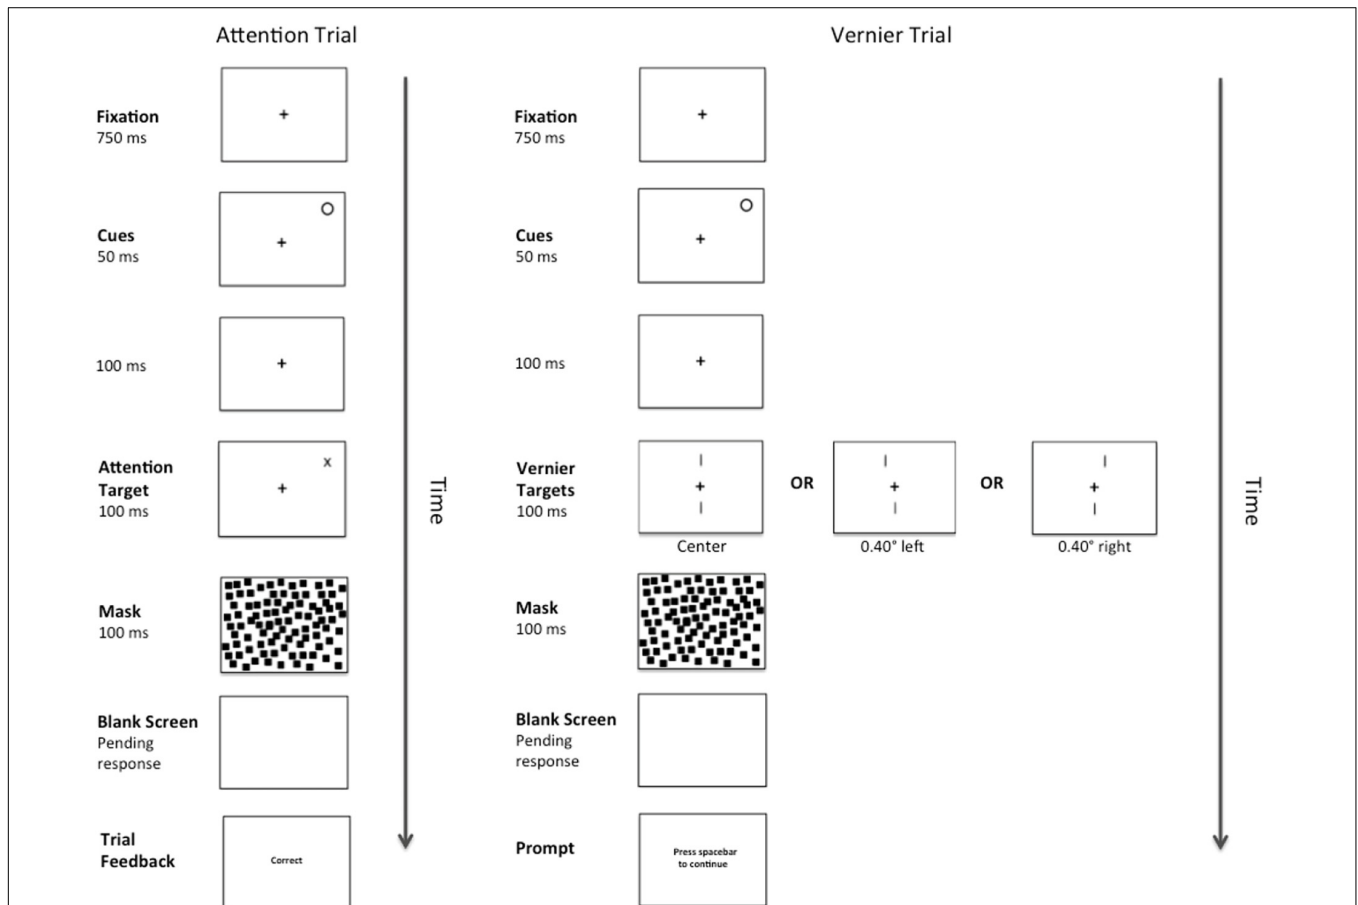 Attention Trial
Fixation
750 ms
Cues
50 ms
100 ms
Attention
Target
100 ms
x
Mask
100 ms
Blank Screen
Pending
response
Trial
Feedback
Correct
Time
Vernier Trial
Fixation
750 ms
Cues
50 ms
100 ms
Vernier
Targets
100 ms
OR
OR
Center
0.40° left
0.40° right
Mask
100 ms
Blank Screen
Pending
response
Prompt
Press spacebar
to continue
Time